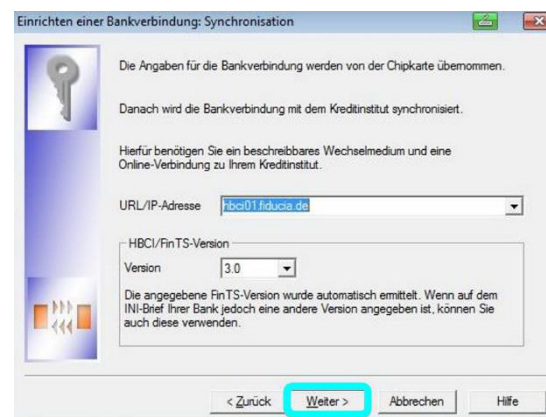 Einrichten einer Bankverbindung: Synchronisation
Die Angaben für die Bankverbindung werden von der Chipkarte übernommen.
Danach wird die Bankverbindung mit dem Kreditinstitut synchronisiert.
Hierfür benötigen Sie ein beschreibbares Wechselmedium und eine
Online-Verbindung zu Ihrem Kreditinstitut.
URL/IP-Adresse hbci01.fiducia.de
HBCI/FinTS-Version
Version 3.0
Die angegebene FinTS-Version wurde automatisch ermittelt. Wenn auf dem
INI-Brief Ihrer Bank jedoch eine andere Version angegeben ist, können Sie
auch diese verwenden.
< Zurück Weiter > Abbrechen Hilfe